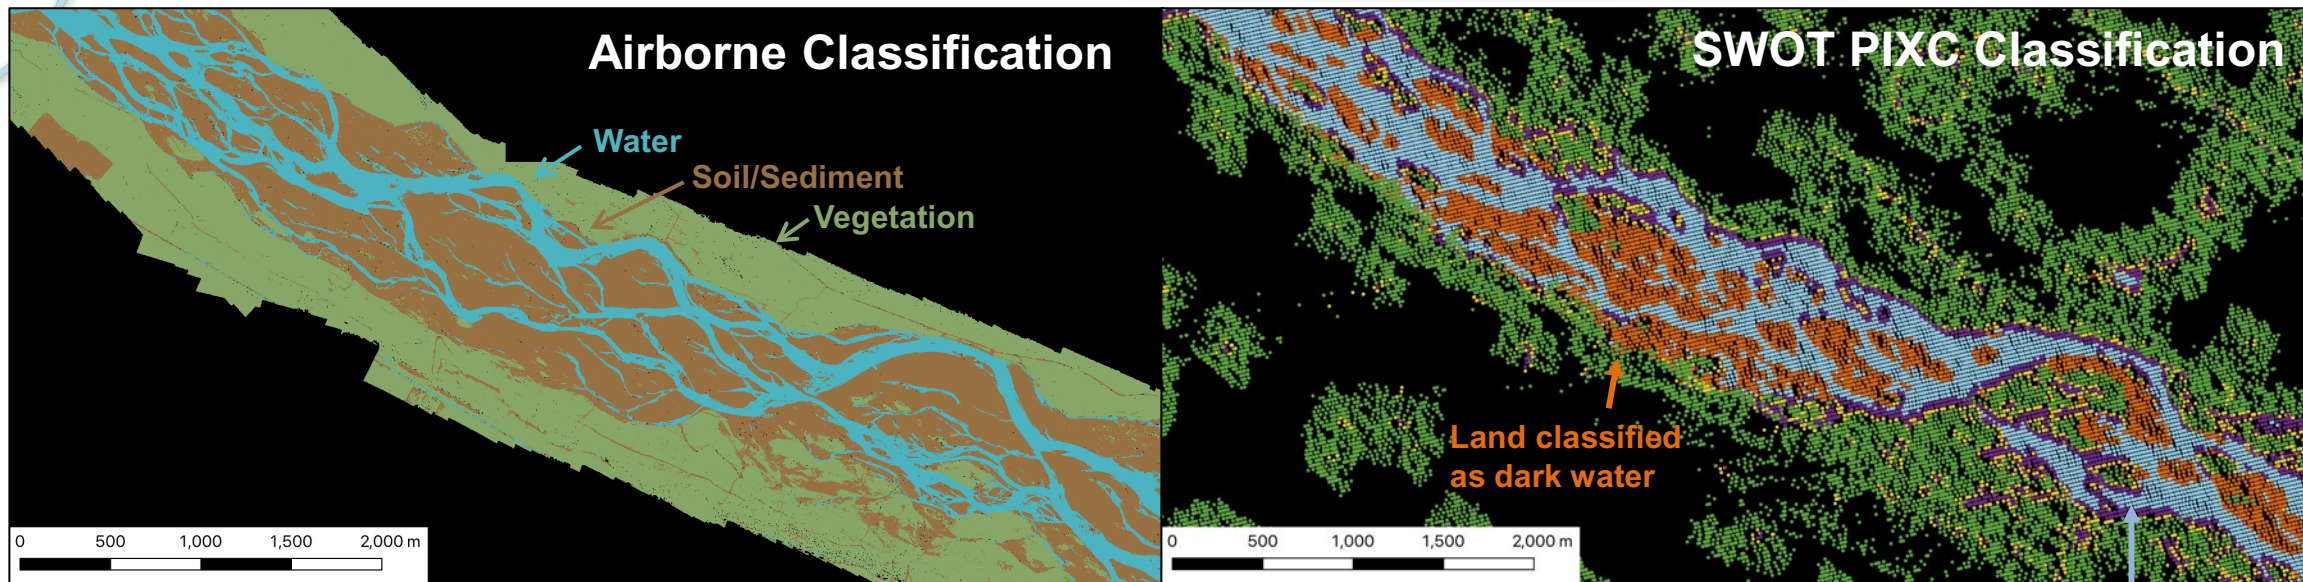 Airborne Classification
Water
Soil/Sediment
Vegetation
0 500 1,000 1,500 2,000 m
SWOT PIXC Classification
Land classified
as dark water
0 500 1,000 1,500 2,000 m